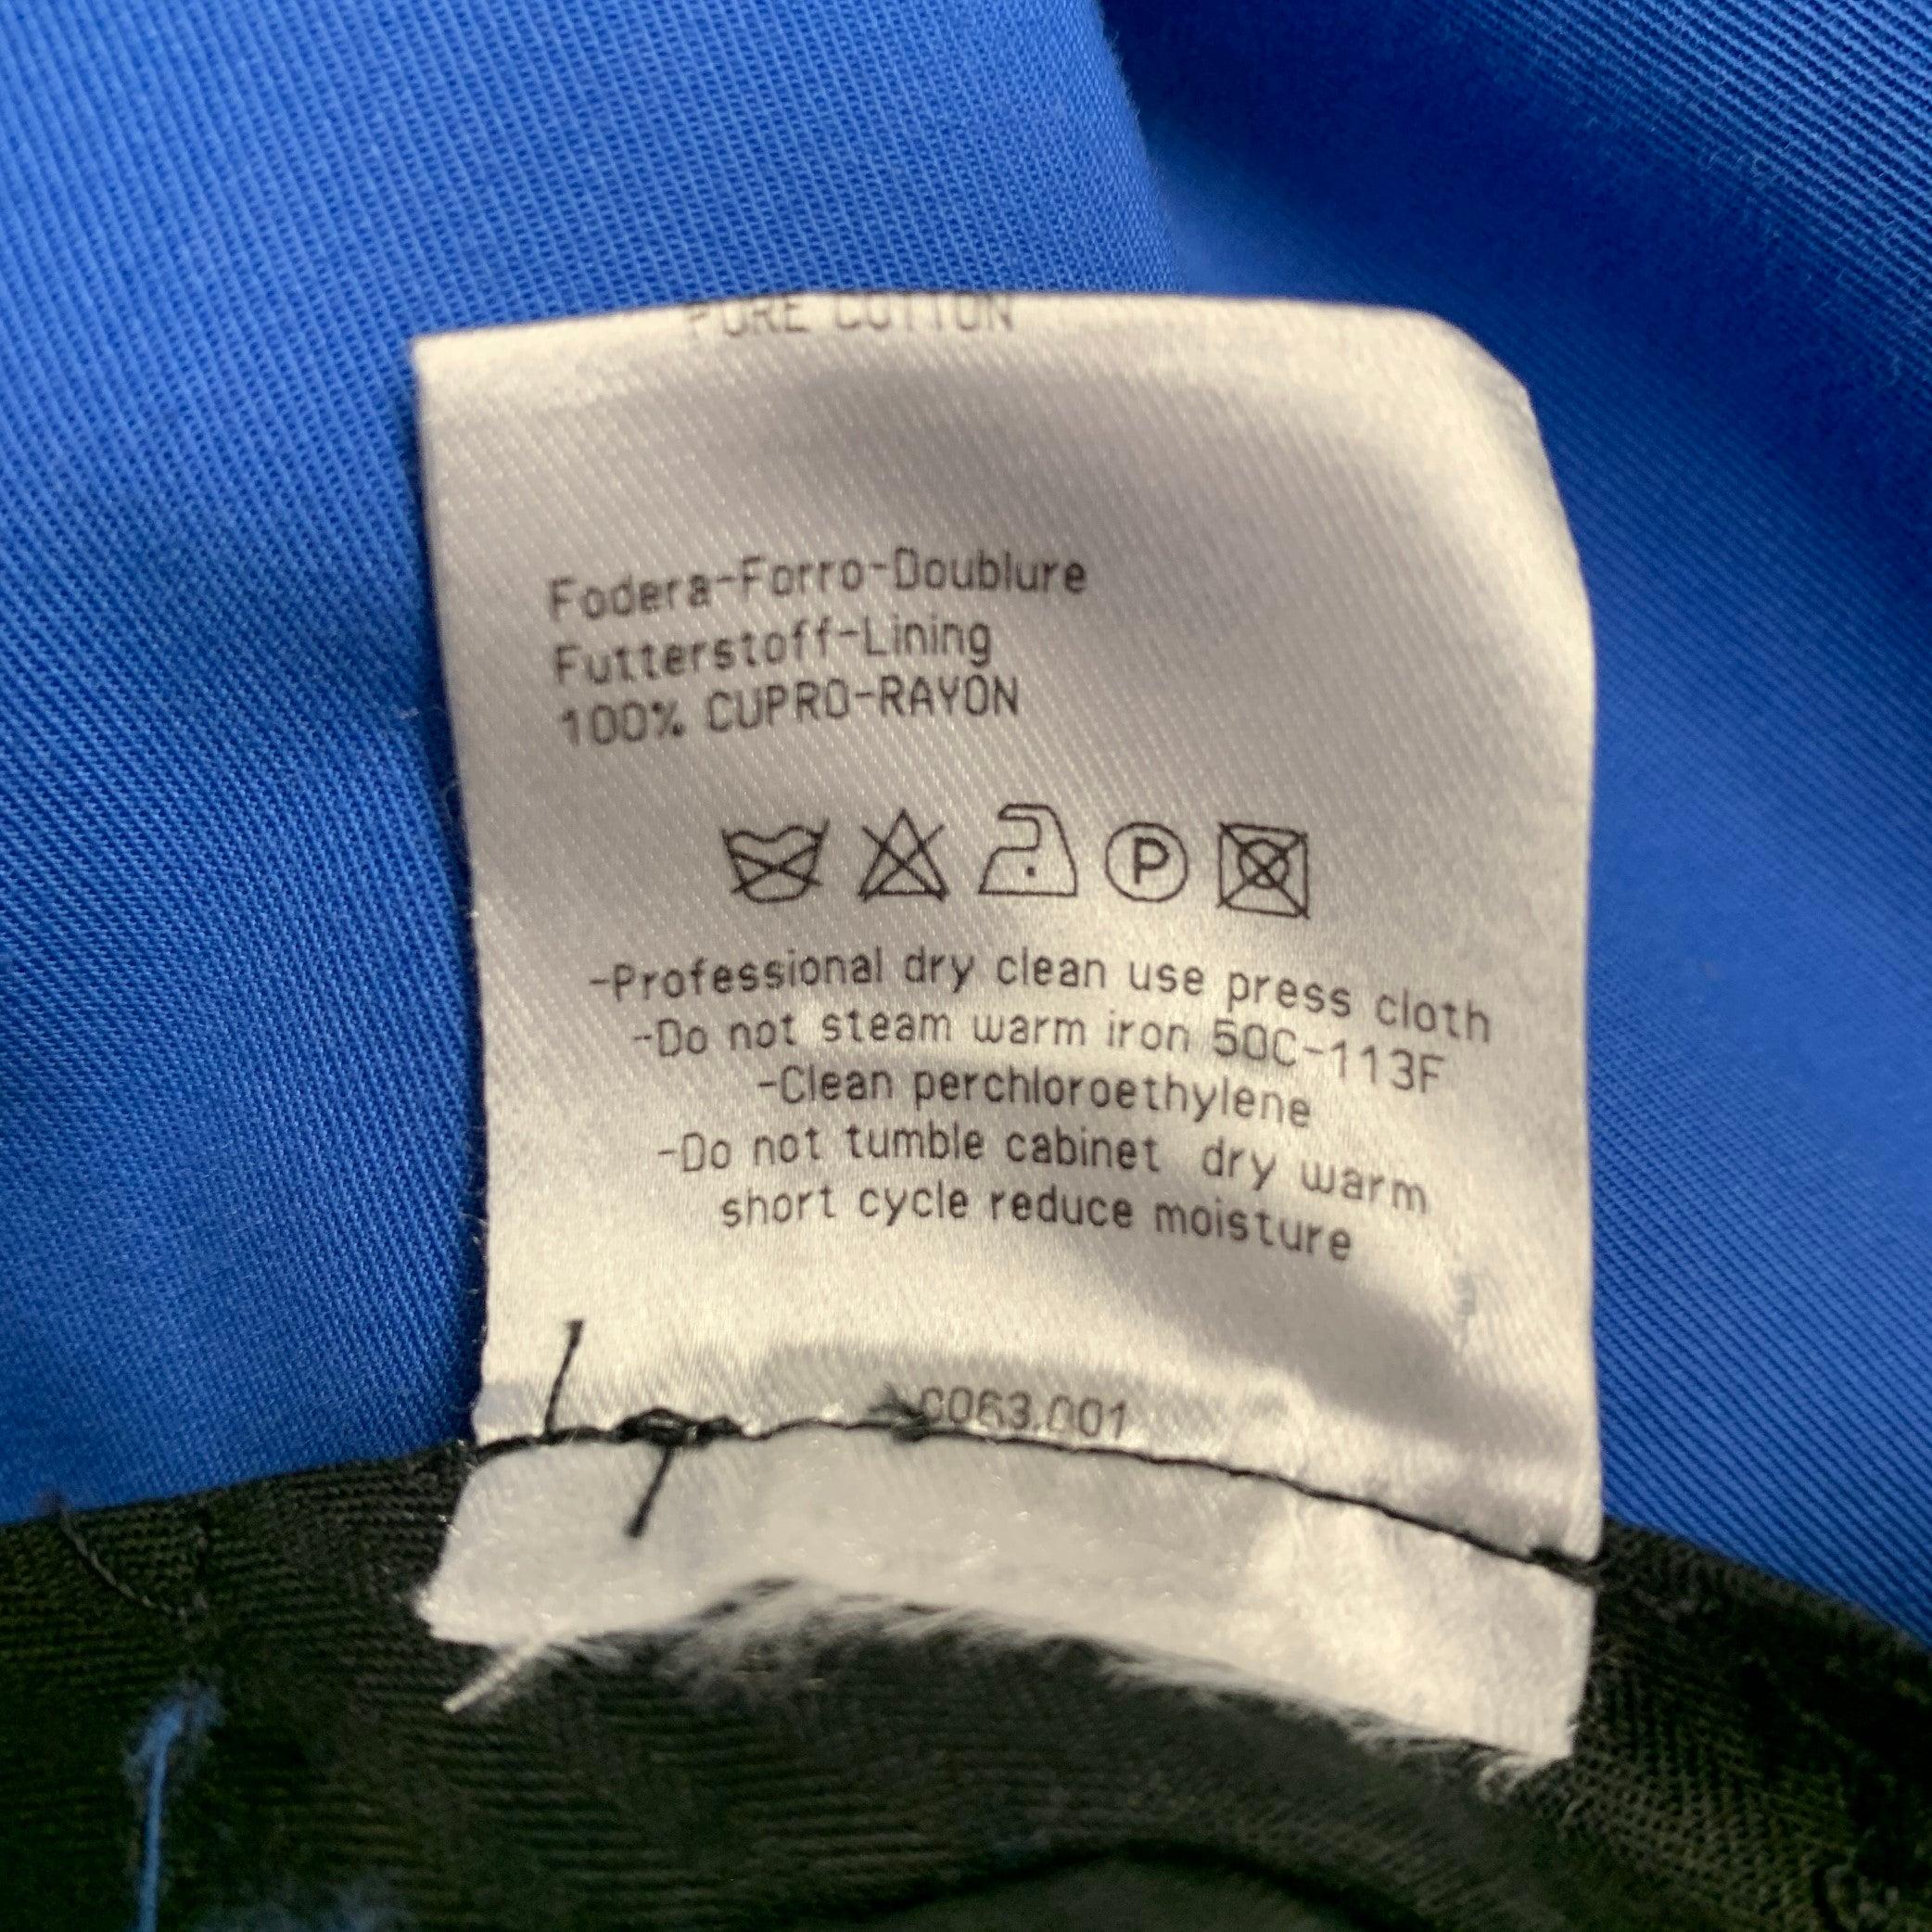 PURE COTTON
Fodera-Forro-Doublure
Futterstoff-Lining
100% CUPRO-RAYON
P
-Professional dry clean use press cloth
-Do not steam warm iron 50C-113F
-Clean perchloroethylene
-Do not tumble cabinet dry warm
short cycle reduce moisture
0063.001